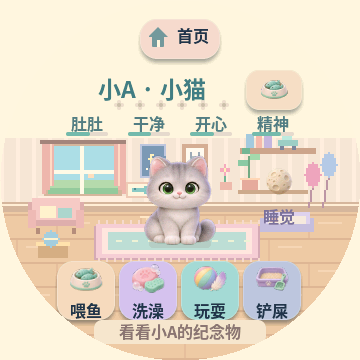 首页
小A · 小猫
肚肚 干净 开心 精神
睡觉
喂鱼 洗澡 玩耍 铲屎
看看小A的纪念物